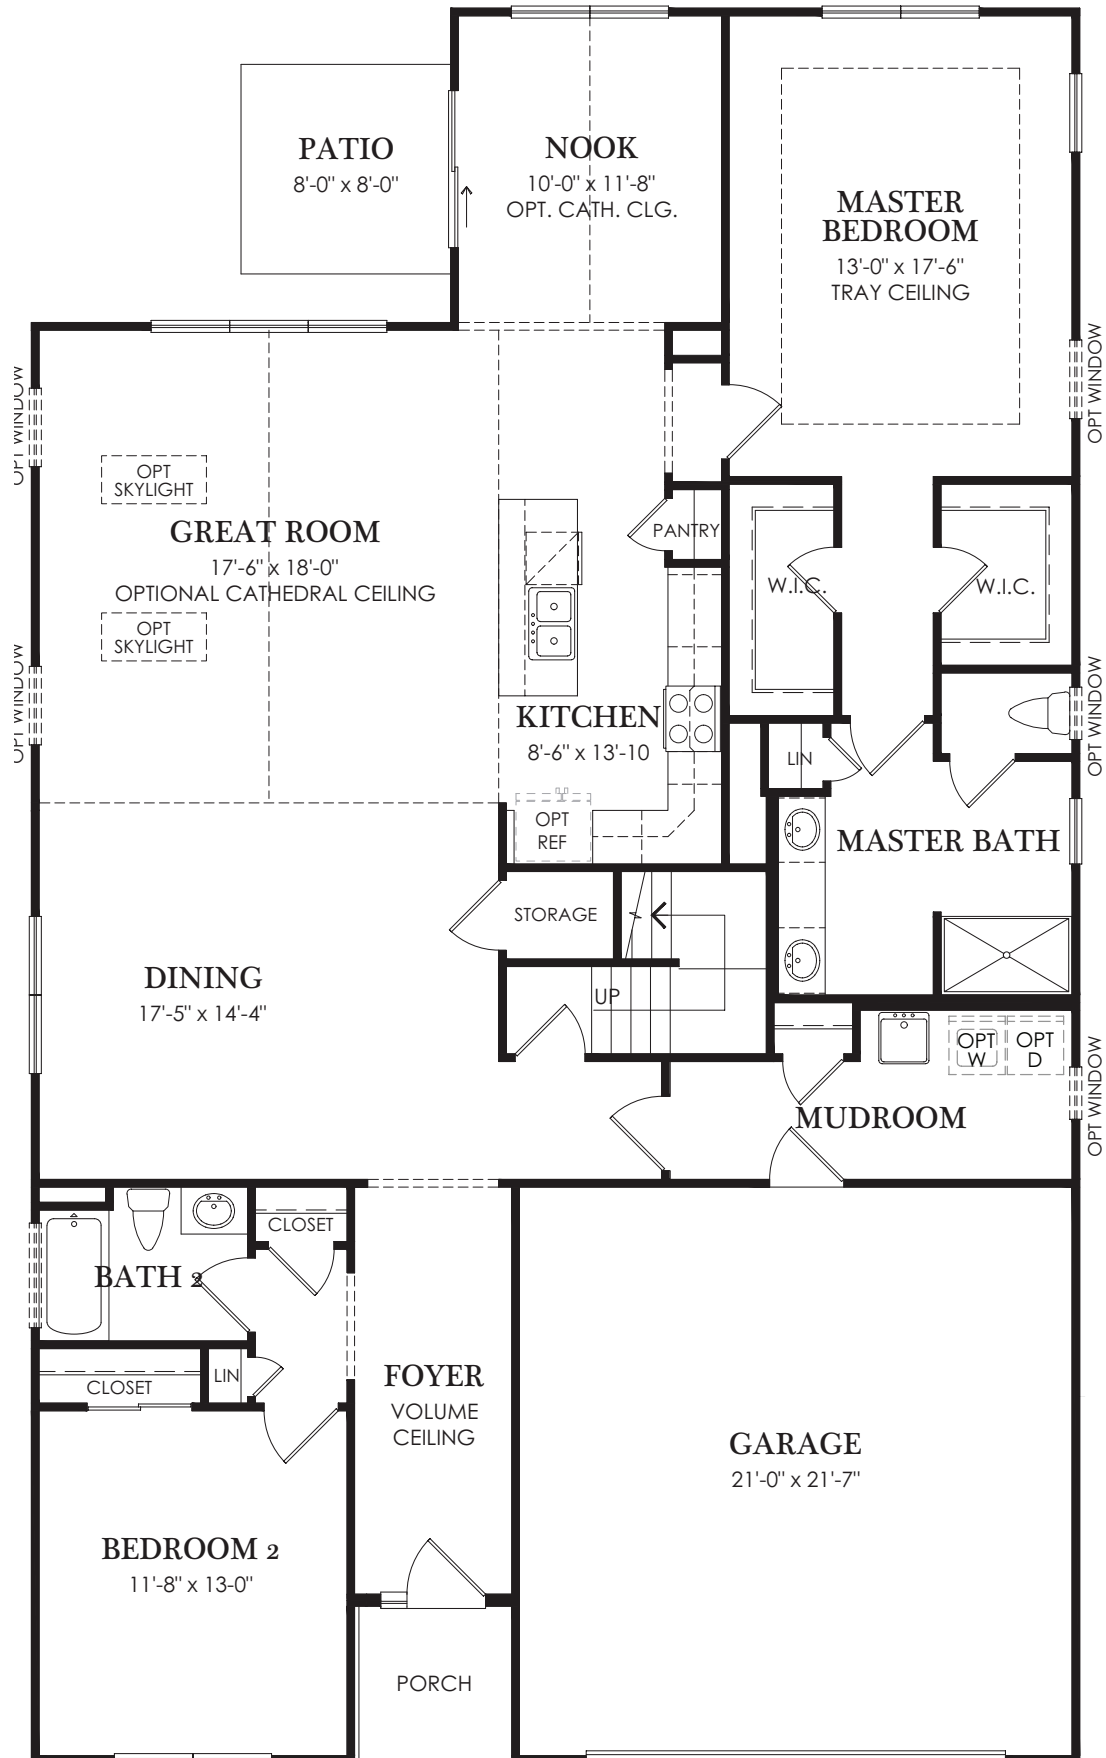 PATIO
8'-0" x 8'-0"
NOOK
10'-0" x 11'-8"
OPT. CATH. CLG.
MASTER
BEDROOM
13'-0" x 17'-6"
TRAY CEILING
OPT WINDOW
OPT WINDOW
OPT
SKYLIGHT
GREAT ROOM
17'-6" x 18'-0"
OPTIONAL CATHEDRAL CEILING
OPT
SKYLIGHT
OPT WINDOW
PANTRY
W.I.C.
W.I.C.
OPT WINDOW
KITCHEN
8'-6" x 13'-10
LIN
OPT
REF
MASTER BATH
STORAGE
UP
DINING
17'-5" x 14'-4"
OPT
W
OPT
D
OPT WINDOW
MUDROOM
CLOSET
BATH 2
LIN
CLOSET
FOYER
VOLUME
CEILING
GARAGE
21'-0" x 21'-7"
BEDROOM 2
11'-8" x 13-0"
PORCH